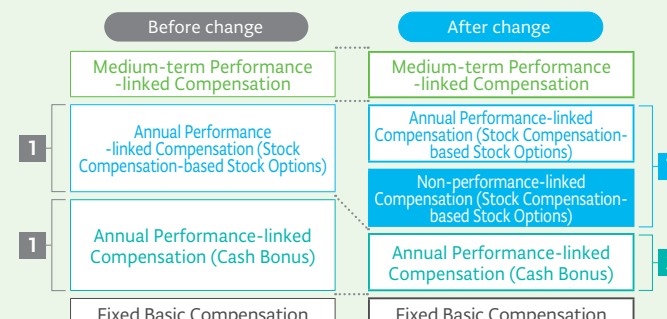 Before change
After change
Medium-term Performance
-linked Compensation
Medium-term Performance
-linked Compensation
1
Annual Performance
-linked Compensation (Stock
Compensation-based Stock Options)
Annual Performance-linked
Compensation (Stock Compensation-
based Stock Options)
Non-performance-linked
Compensation (Stock Compensation-
based Stock Options)
1
Annual Performance-linked
Compensation (Cash Bonus)
Annual Performance-linked
Compensation (Cash Bonus)
Fixed Basic Compensation
Fixed Basic Compensation